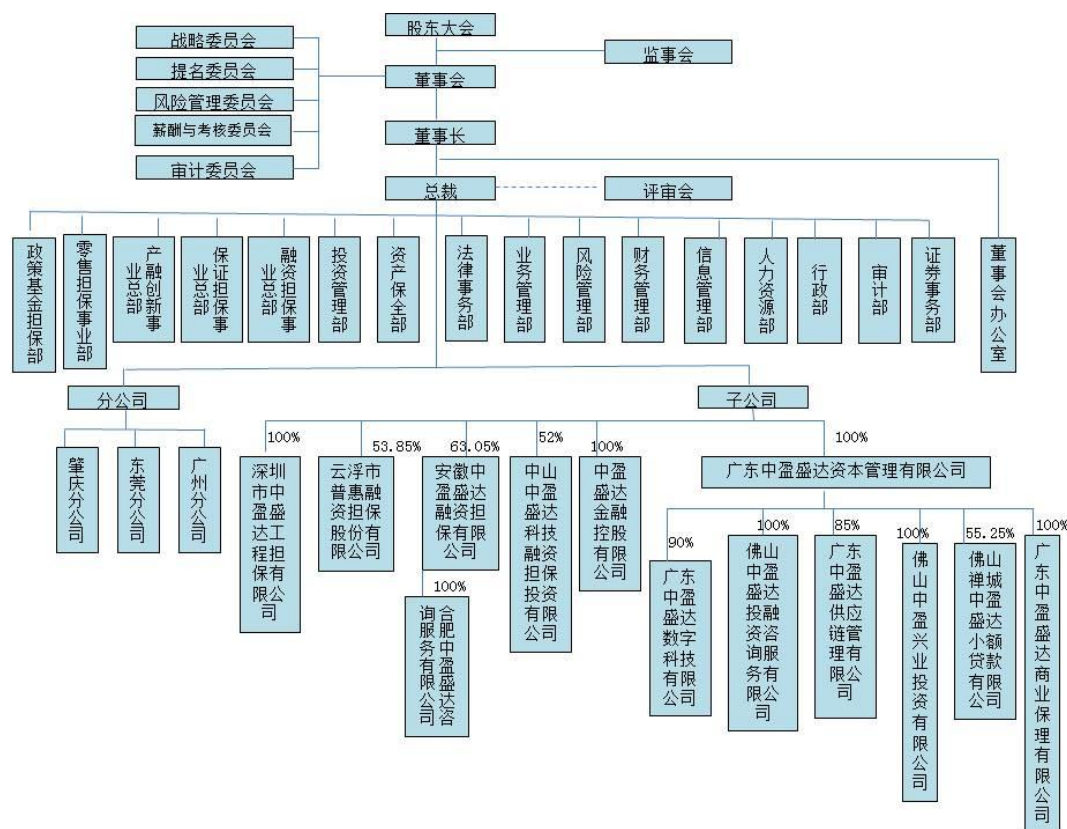 股东大会
战略委员会
监事会
提名委员会
董事会
风险管理委员会
薪酬与考核委员会
董事长
审计委员会
总裁
评审会
政策基金担保部
零售担保事业部
产融创新事
业总部
保证担保事
业总部
融资担保事
业总部
投资管理部
资产保全部
法律事务部
业务管理部
风险管理部
财务管理部
信息管理部
人力资源部
行政部
审计部
证券事务部
董事会办公室
分公司
子公司
肇庆分公司
东莞分公司
广州分公司
100%
深圳市中盈盛达工程担保有限公司
53.85%
云浮市普惠融资担保股份有限公司
63.05%
安徽中盈盛达融资担保有限公司
100%
合肥中盈盛达咨
询服务有限公司
52%
中山中盈盛达科技融资担保投资有限公司
100%
中盈盛达金融控股有限公司
100%
广东中盈盛达资本管理有限公司
90%
广东中盈盛达数字科技有限公司
100%
佛山中盈盛达投融资咨询服务有限公司
85%
广东中盈盛达供应链管理有限公司
100%
佛山中盈兴业投资有限公司
55.25%
佛山禅城中盈盛达小额贷款有限公司
100%
广东中盈盛达商业保理有限公司